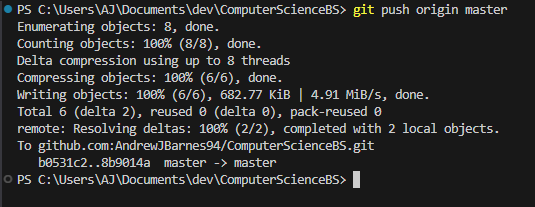 PS C:\Users\AJ\Documents\dev\ComputerScienceBS> git push origin master
Enumerating objects: 8, done.
Counting objects: 100% (8/8), done.
Delta compression using up to 8 threads
Compressing objects: 100% (6/6), done.
Writing objects: 100% (6/6), 682.77 KiB | 4.91 MiB/s, done.
Total 6 (delta 2), reused 0 (delta 0), pack-reused 0
remote: Resolving deltas: 100% (2/2), completed with 2 local objects.
To github.com:AndrewJBarnes94/ComputerScienceBS.git
   b0531c2..8b9014a  master -> master
PS C:\Users\AJ\Documents\dev\ComputerScienceBS>